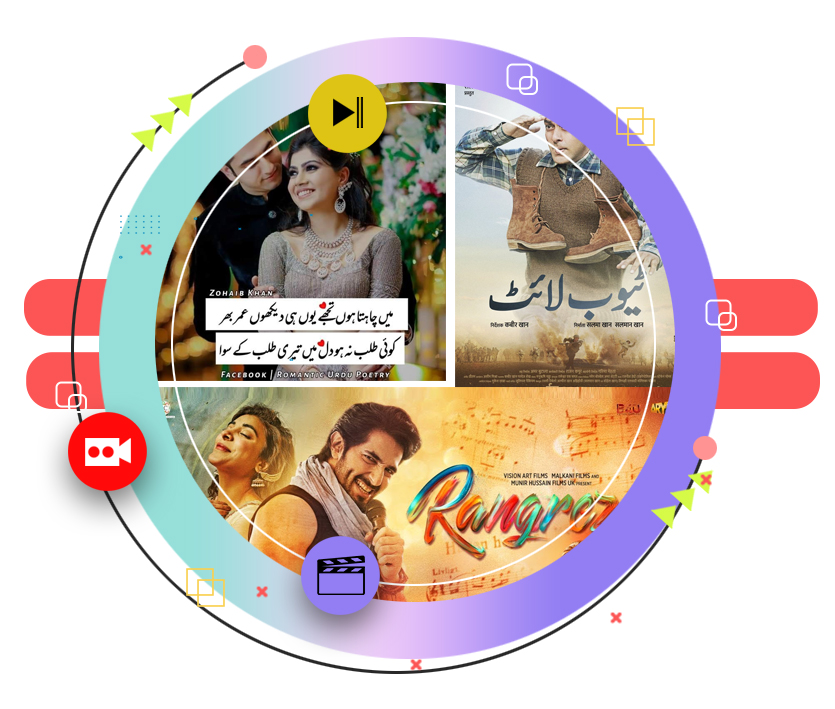 ZOHAIB KHAN
میں چاہتا ہوں تجھے یوں ہی دیکھوں عمر بھر
کوئی طلب نہ ہو دل میں تیری طلب کے سوا
FACEBOOK | ROMANTIC URDU POETRY
प्रस्तुत
ٹیوب لائٹ
निर्देशक कबीर खान निर्माता सलमा खान सलमान खान
ARY
VISION ART FILMS MALKANI FILMS AND
MUNIR HUSSAIN FILMS UK PRESENT
Rangreza